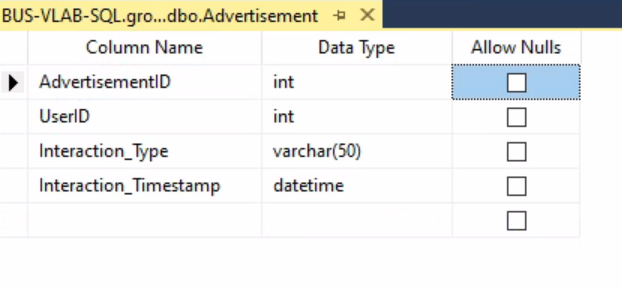 BUS-VLAB-SQL.gro...dbo.Advertisement
Column Name Data Type Allow Nulls
AdvertisementID int
UserID int
Interaction_Type varchar(50)
Interaction_Timestamp datetime